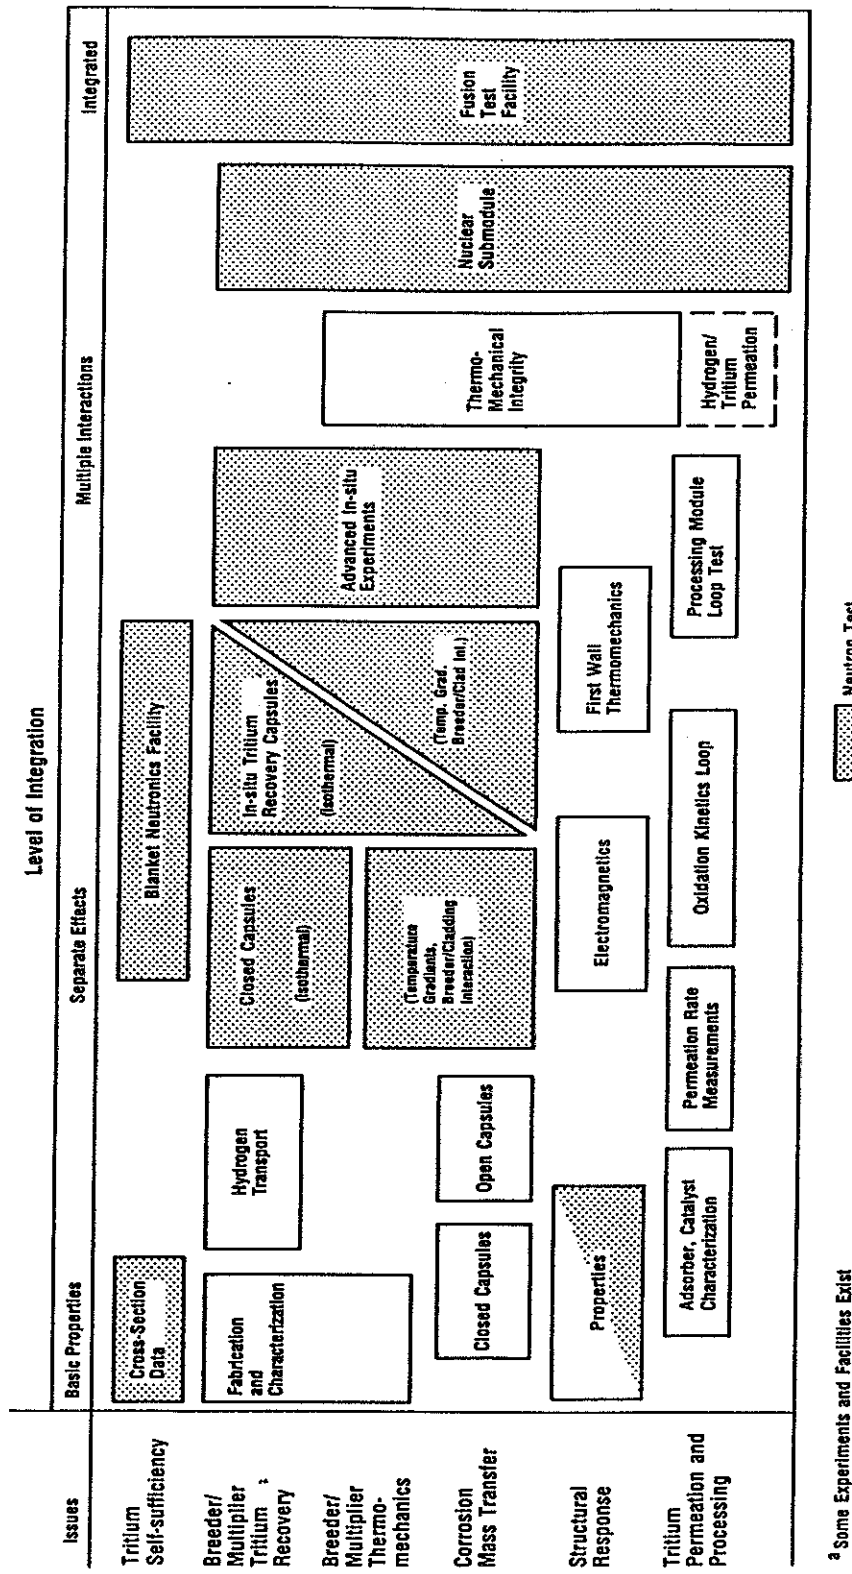 Level of Integration
Issues
Basic Properties
Separate Effects
Multiple Interactions
Integrated
Tritium
Self-sufficiency
Cross-Section
Data
Blanket Neutronics Facility
Fusion
Test
Facility
Breeder/
Multiplier
Tritium
Recovery
Fabrication
and
Characterization
Hydrogen
Transport
Closed Capsules
(Isothermal)
In-situ Tritium
Recovery Capsules
(Isothermal)
Advanced In-situ
Experiments
Nuclear
Submodule
Breeder/
Multiplier
Thermo-
mechanics
(Temperature
Gradients,
Breeder/Cladding
Interaction)
(Temp. Grad.
Breeder/Clad Int.)
Thermo-
Mechanical
Integrity
Corrosion
Mass Transfer
Closed Capsules
Open Capsules
Structural
Response
Properties
Electromagnetics
First Wall
Thermomechanics
Tritium
Permeation and
Processing
Adsorber, Catalyst
Characterization
Permeation Rate
Measurements
Oxidation Kinetics Loop
Processing Module
Loop Test
Hydrogen/
Tritium
Permeation
a Some Experiments and Facilities Exist
Neutron Test